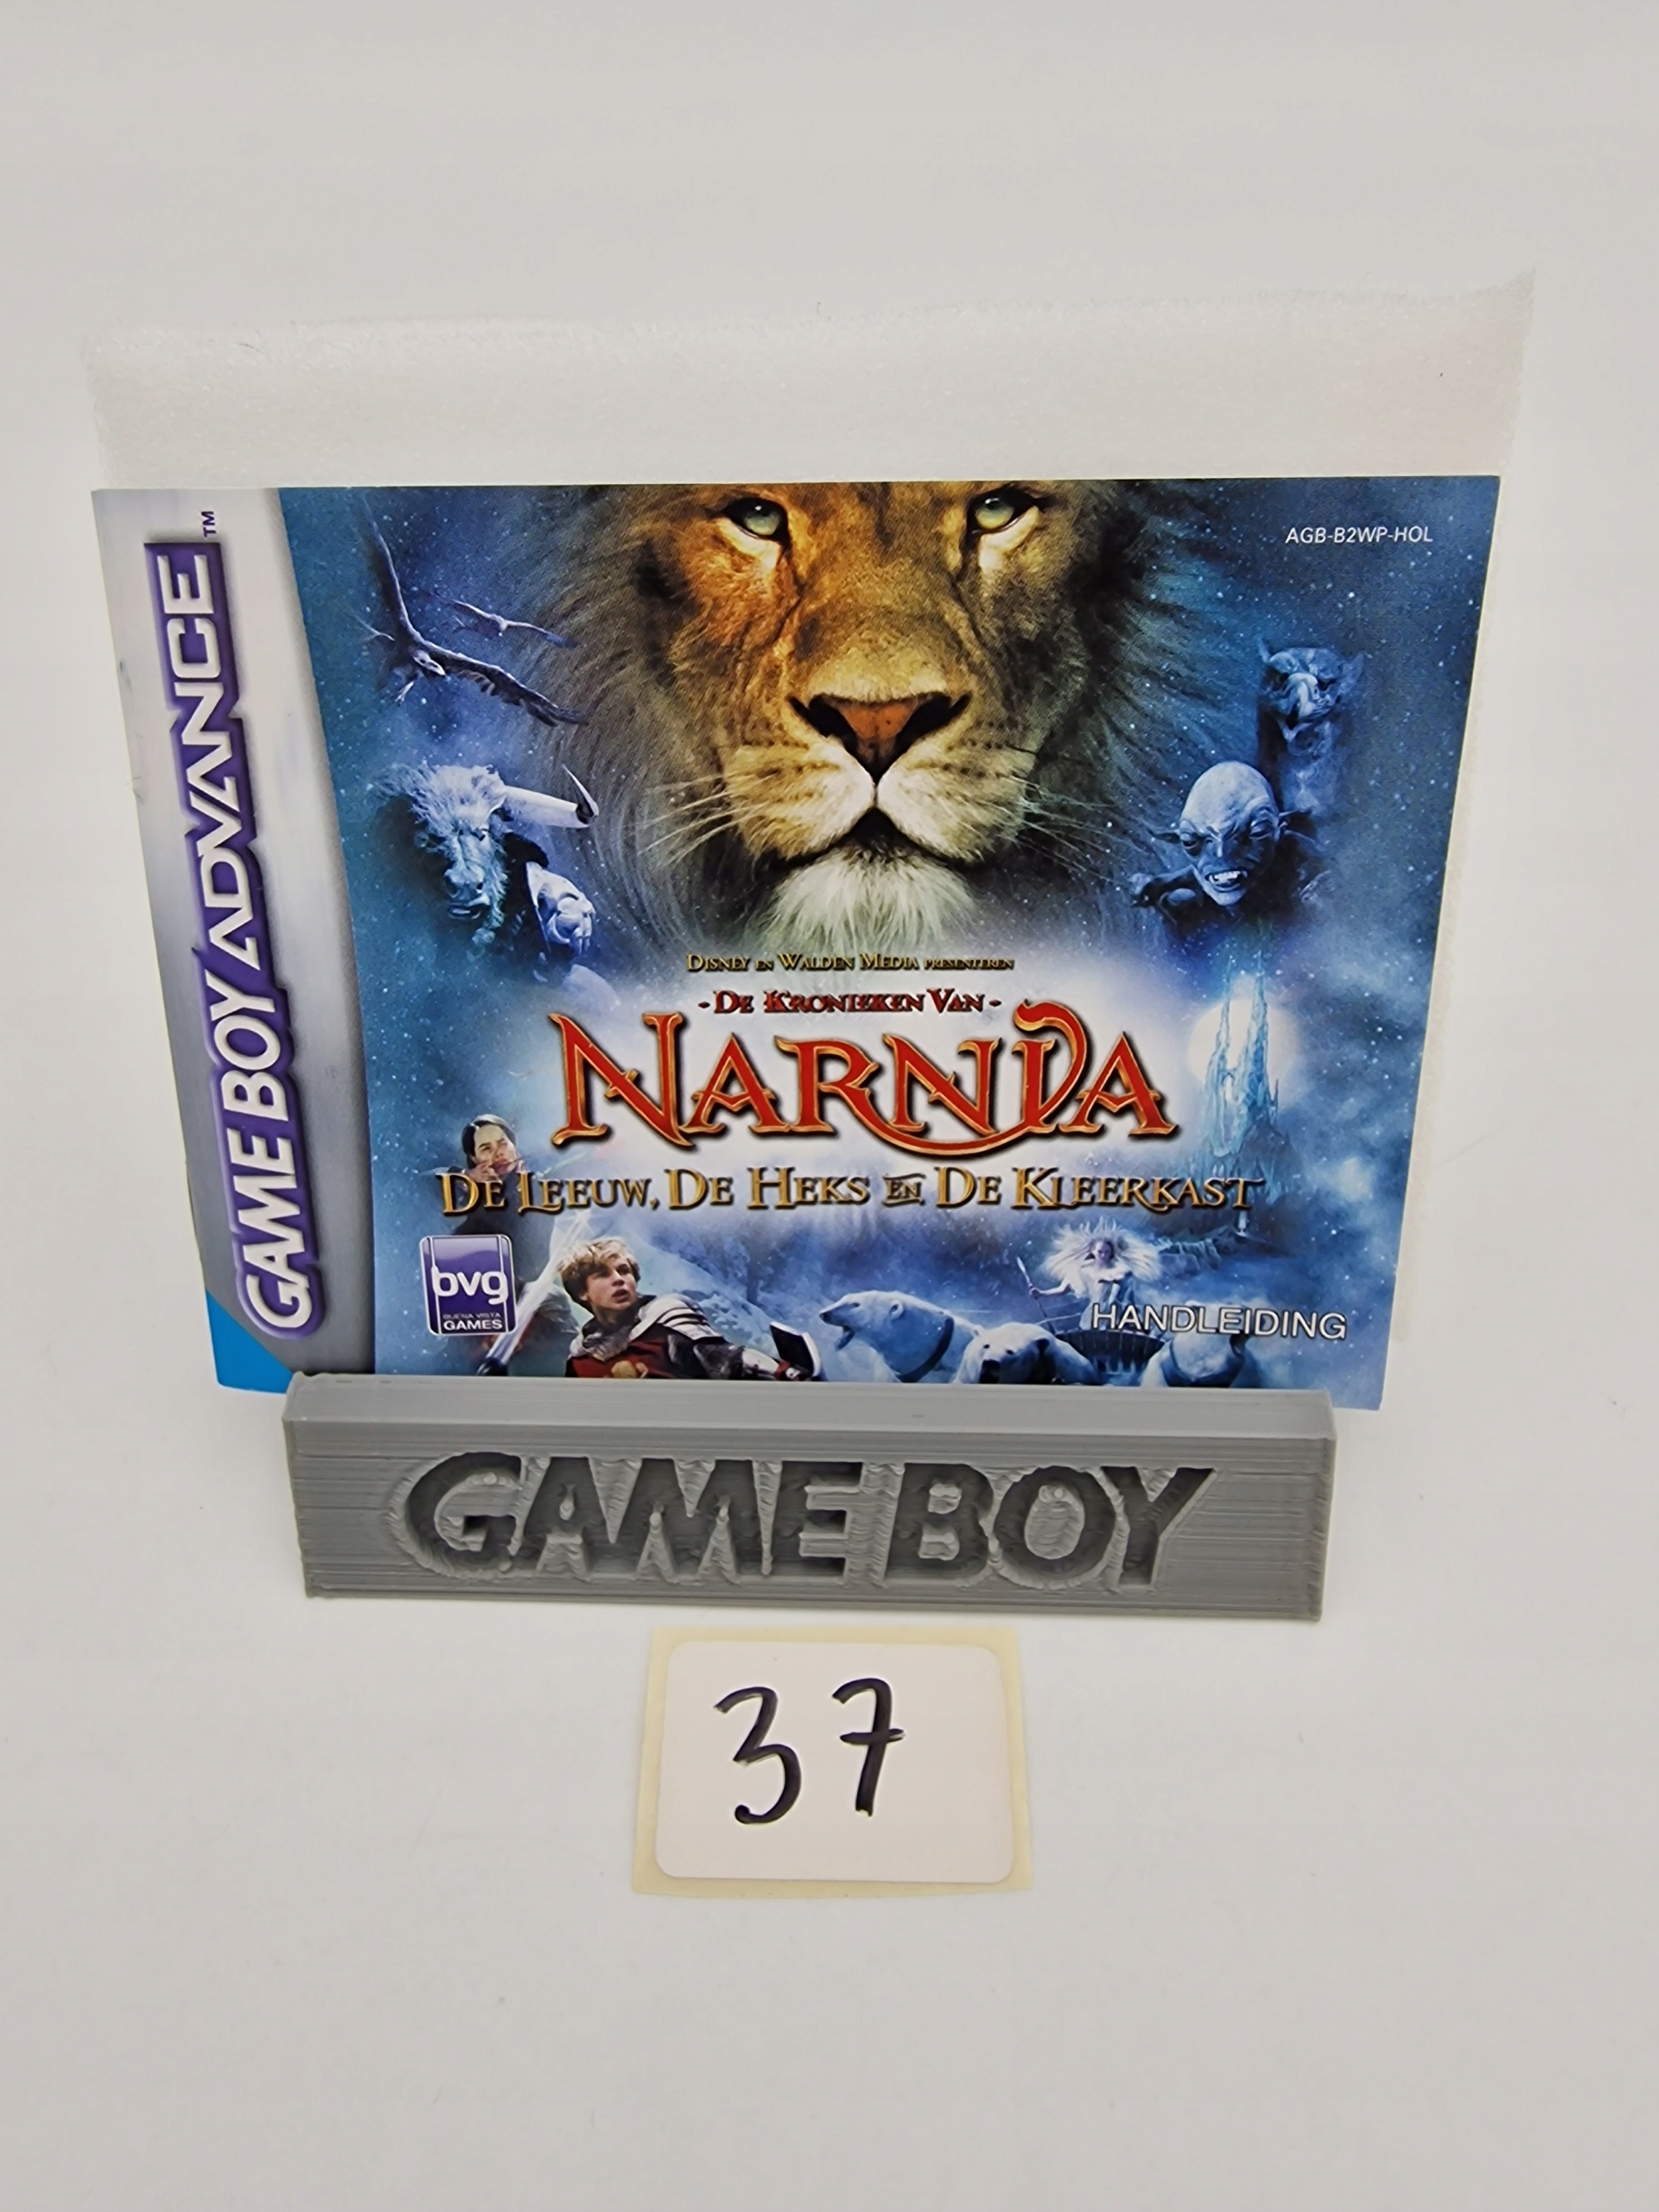 GAME BOY ADVANCE™
AGB-B2WP-HOL
DISNEY EN WALDEN MEDIA PRESENTEREN
- DE KRONIEKEN VAN -
NARNIA
DE LEEUW, DE HEKS EN DE KLEERKAST
bvg
BUENA VISTA
GAMES
HANDLEIDING
GAME BOY
37